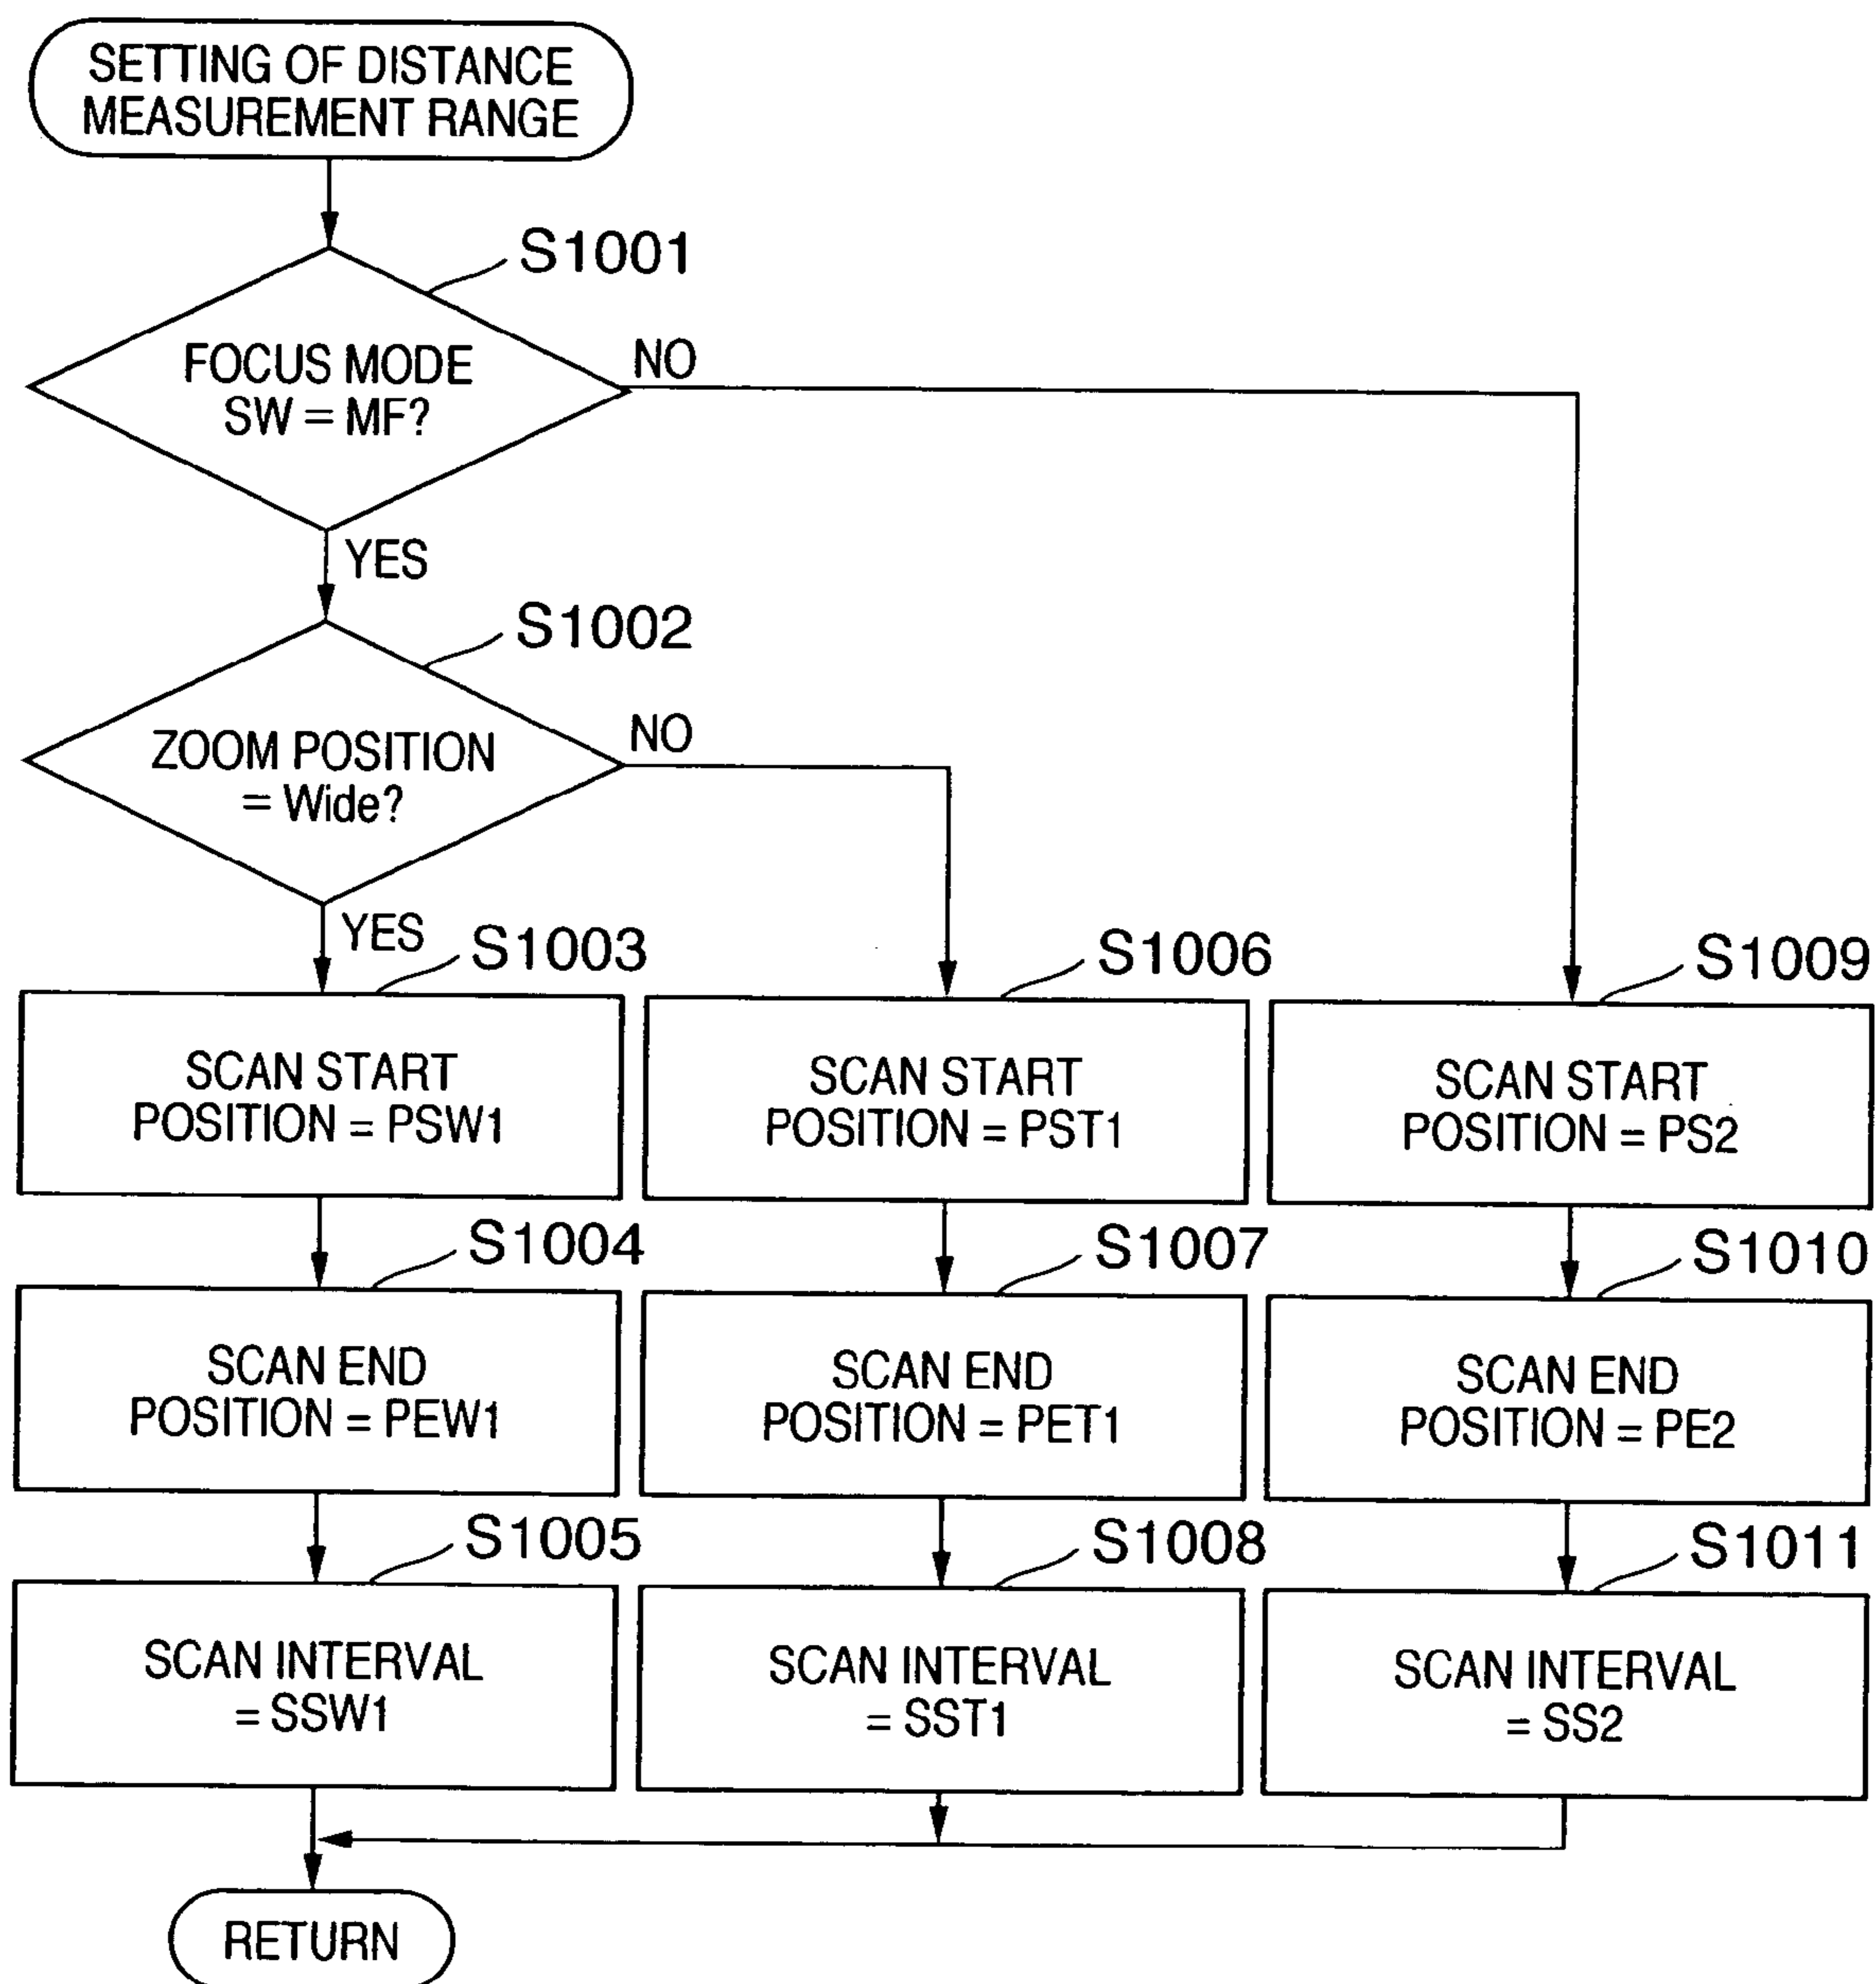 SETTING OF DISTANCE
MEASUREMENT RANGE
S1001
FOCUS MODE
SW = MF?
NO
YES
S1002
ZOOM POSITION
= Wide?
NO
YES
S1003
SCAN START
POSITION = PSW1
S1006
SCAN START
POSITION = PST1
S1009
SCAN START
POSITION = PS2
S1004
SCAN END
POSITION = PEW1
S1007
SCAN END
POSITION = PET1
S1010
SCAN END
POSITION = PE2
S1005
SCAN INTERVAL
= SSW1
S1008
SCAN INTERVAL
= SST1
S1011
SCAN INTERVAL
= SS2
RETURN